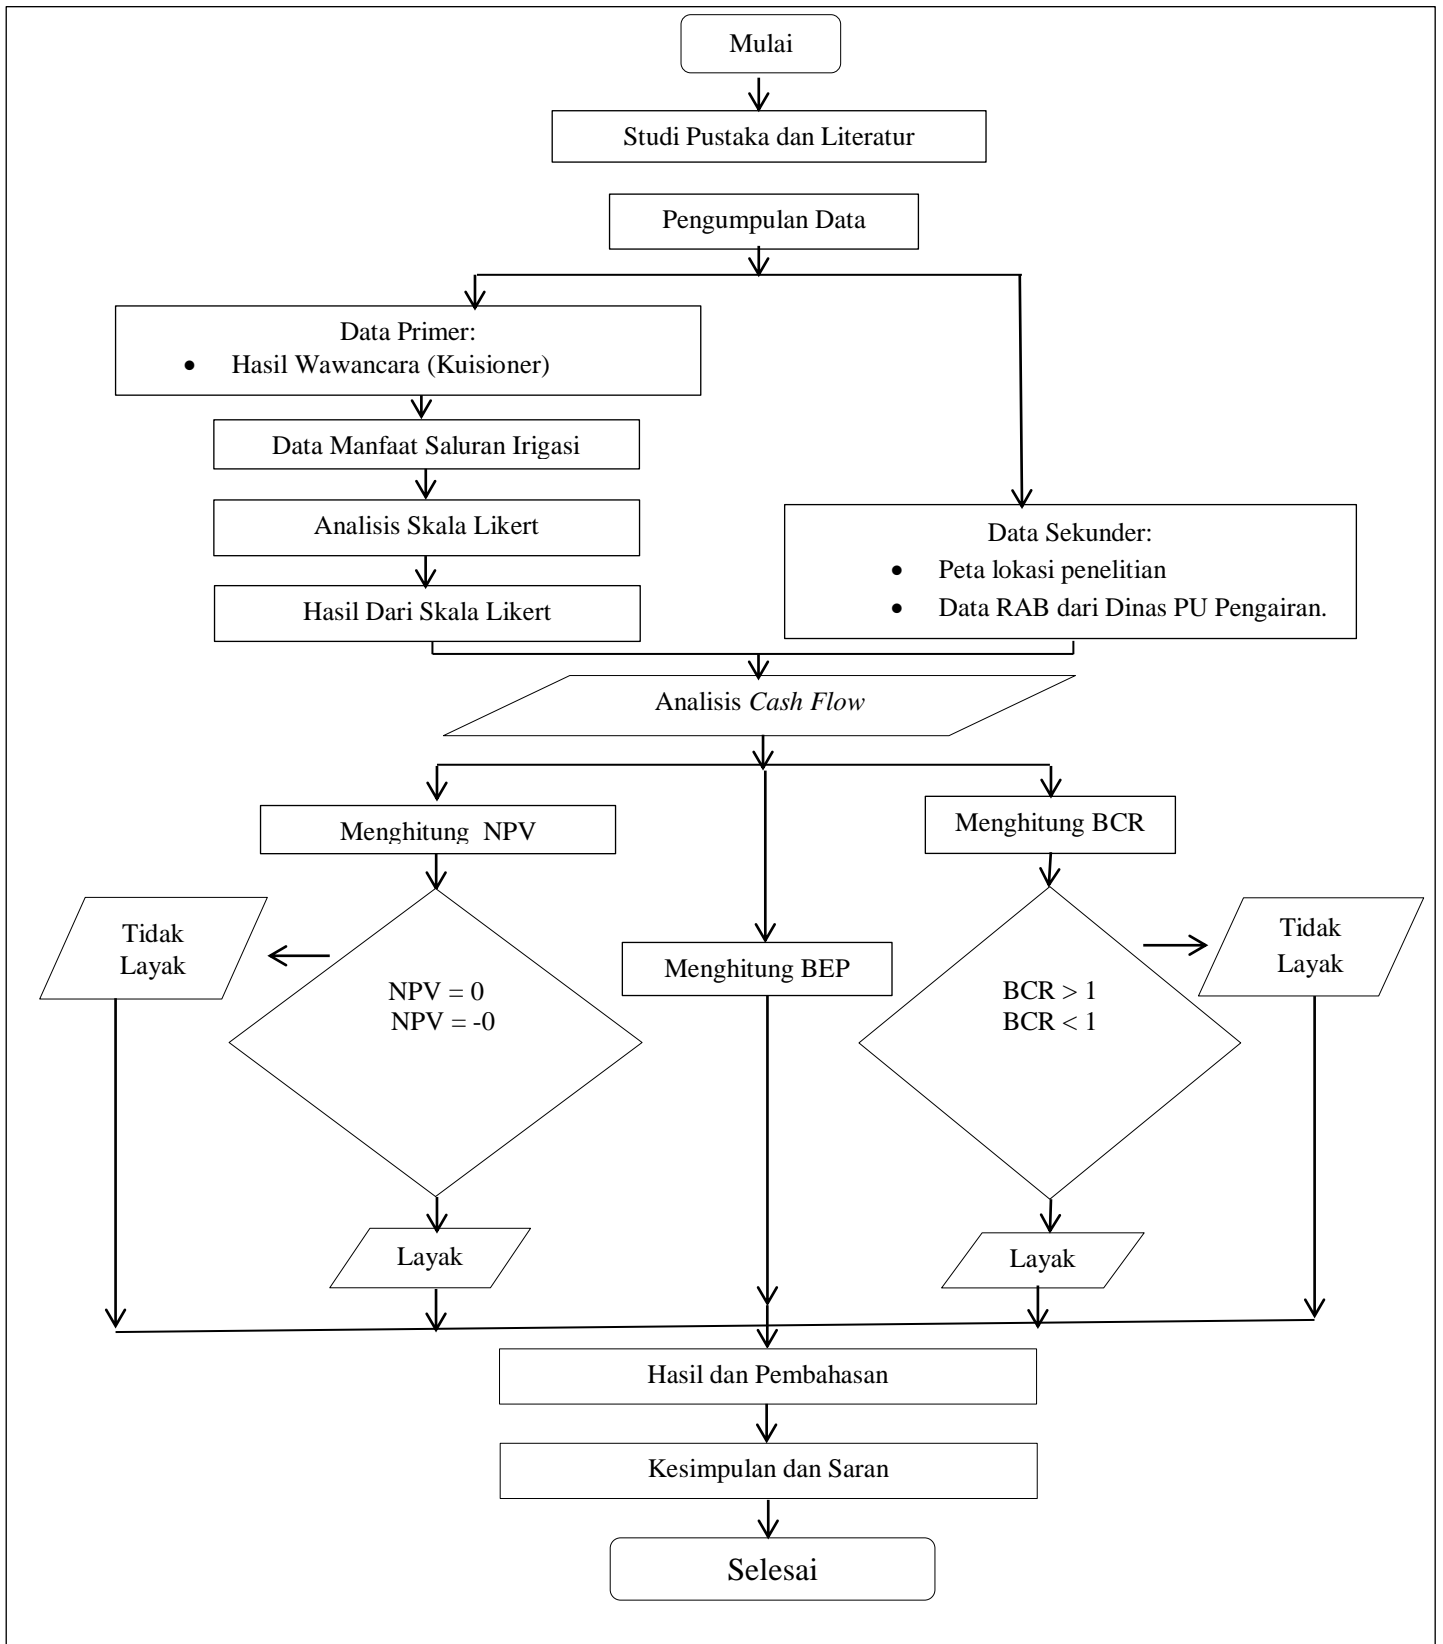 Mulai
Studi Pustaka dan Literatur
Pengumpulan Data
Data Primer:
• Hasil Wawancara (Kuisioner)
Data Manfaat Saluran Irigasi
Analisis Skala Likert
Hasil Dari Skala Likert
Data Sekunder:
• Peta lokasi penelitian
• Data RAB dari Dinas PU Pengairan.
Analisis Cash Flow
Menghitung NPV
Menghitung BCR
Tidak
Layak
NPV = 0
NPV = -0
Menghitung BEP
BCR > 1
BCR < 1
Tidak
Layak
Layak
Layak
Hasil dan Pembahasan
Kesimpulan dan Saran
Selesai